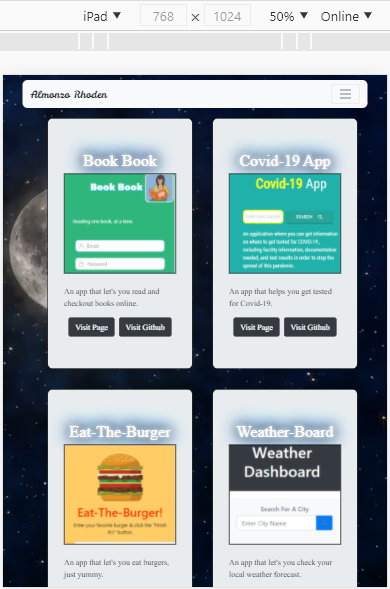 iPad ▼ 768 × 1024 50% ▼ Online ▼
Almonzo Rhoden
Book Book
Book Book
Reading one book, at a time.
Email
Password
An app that let's you read and
checkout books online.
Visit Page Visit Github
Covid-19 App
Covid-19 App
SEARCH
An application where you can get information
on where to get tested for COVID-19,
including facility information, documentation
needed, and test results in order to stop the
spread of this pandemic.
An app that helps you get tested
for Covid-19.
Visit Page Visit Github
Eat-The-Burger
Eat-The-Burger!
Enter your favorite burger to click the "Finish
It!" button.
An app that let's you eat burgers,
just yummy.
Weather-Board
Weather
Dashboard
Search For A City
Enter City Name
An app that let's you check your
local weather forecast.